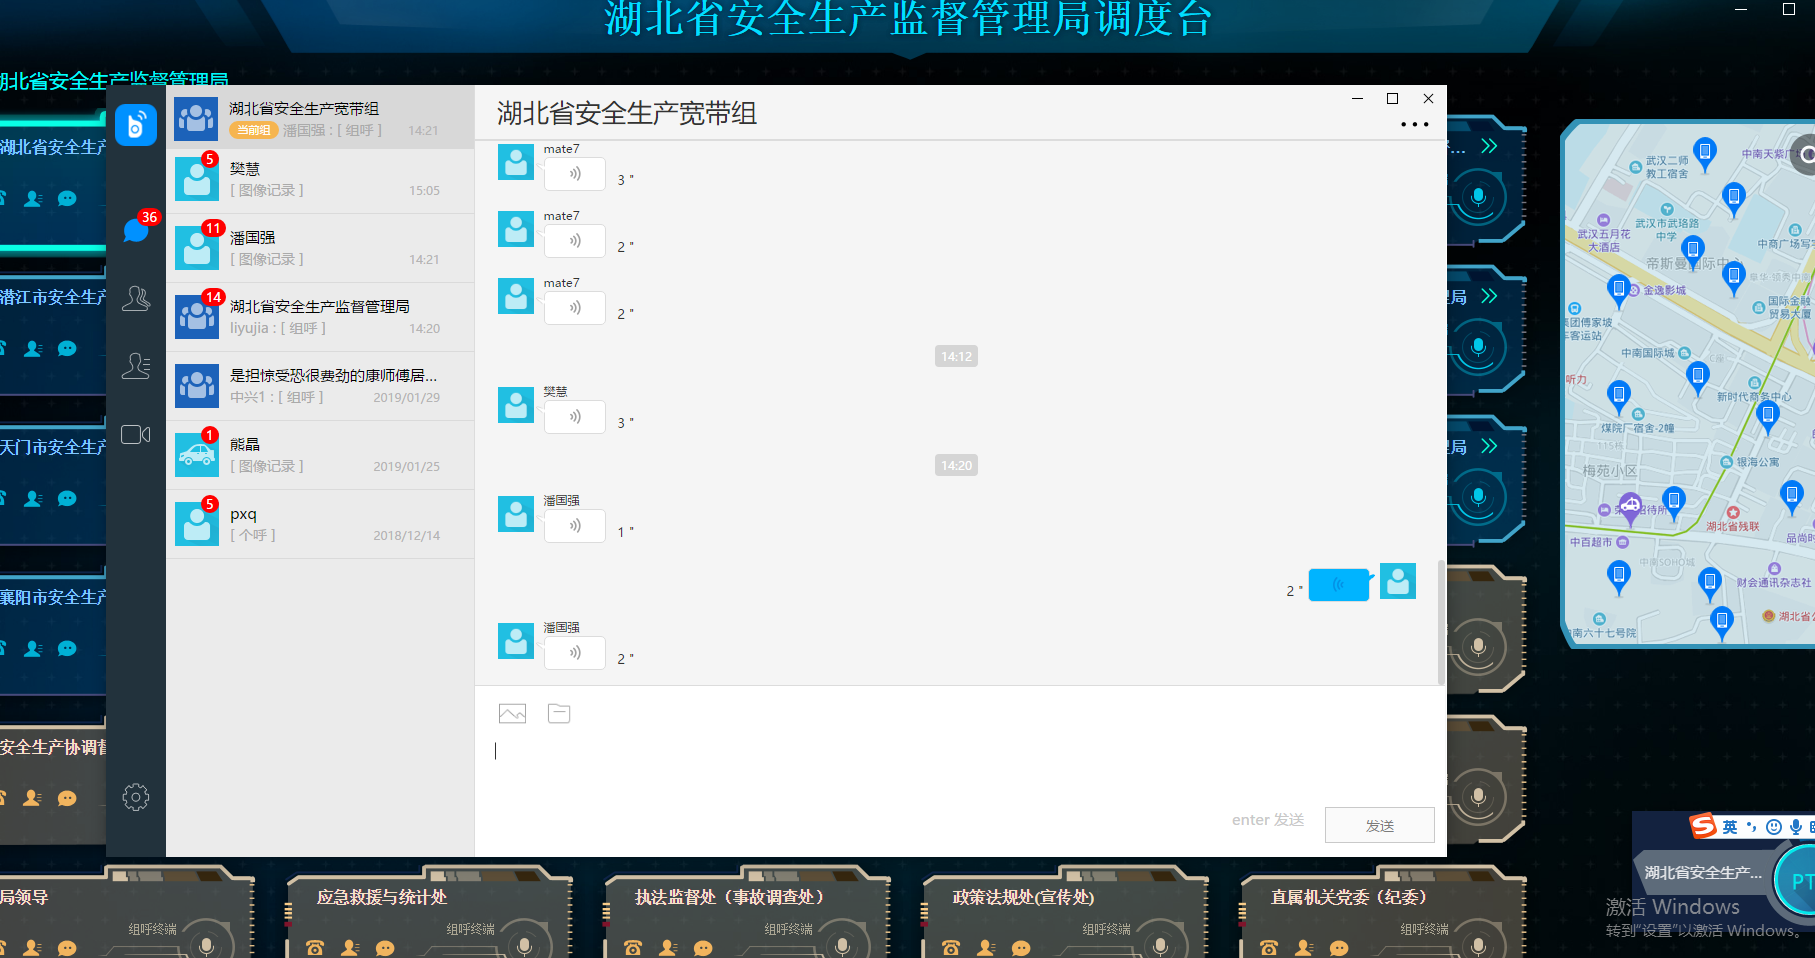 湖北省安全生产监督管理局调度台
湖北省安全生产监督管理局
湖北省安全生产
潜江市安全生产
天门市安全生产
襄阳市安全生产
安全生产协调
36
湖北省安全生产宽带组
当前组 潘国强 : [ 组呼 ] 14:21
5
樊慧
[ 图像记录 ] 15:05
11
潘国强
[ 图像记录 ] 14:21
14
湖北省安全生产监督管理局
liyujia : [ 组呼 ] 14:20
是担惊受恐很费劲的康师傅居...
中兴1 : [ 组呼 ] 2019/01/29
1
熊晶
[ 图像记录 ] 2019/01/25
5
pxq
[ 个呼 ] 2018/12/14
湖北省安全生产宽带组
mate7
3 "
mate7
2 "
mate7
2 "
14:12
樊慧
3 "
14:20
潘国强
1 "
2 "
潘国强
2 "
enter 发送
发送
局
局
武汉二师
教工宿舍
中南天紫广场
武汉市武珞路
中学
武汉五月花
大酒店
中商广场写字
帝斯曼国际中心
金逸影城
国际金融
贸易大厦
集团傅家坡
客运站
中南国际城
C座
听力
新时代商务中心
煤院厂宿舍-2幢
115栋
银海公寓
梅苑小区
招待所
湖北省残联
中百超市
品尚时
中南SOHO城
财会通讯杂志社
湖北省公
中南六十七号院
英
湖北省安全生产...
PT
激活 Windows
转到"设置"以激活 Windows。
局领导
组呼终端
应急救援与统计处
组呼终端
执法监督处（事故调查处）
组呼终端
政策法规处(宣传处)
组呼终端
直属机关党委（纪委）
组呼终端